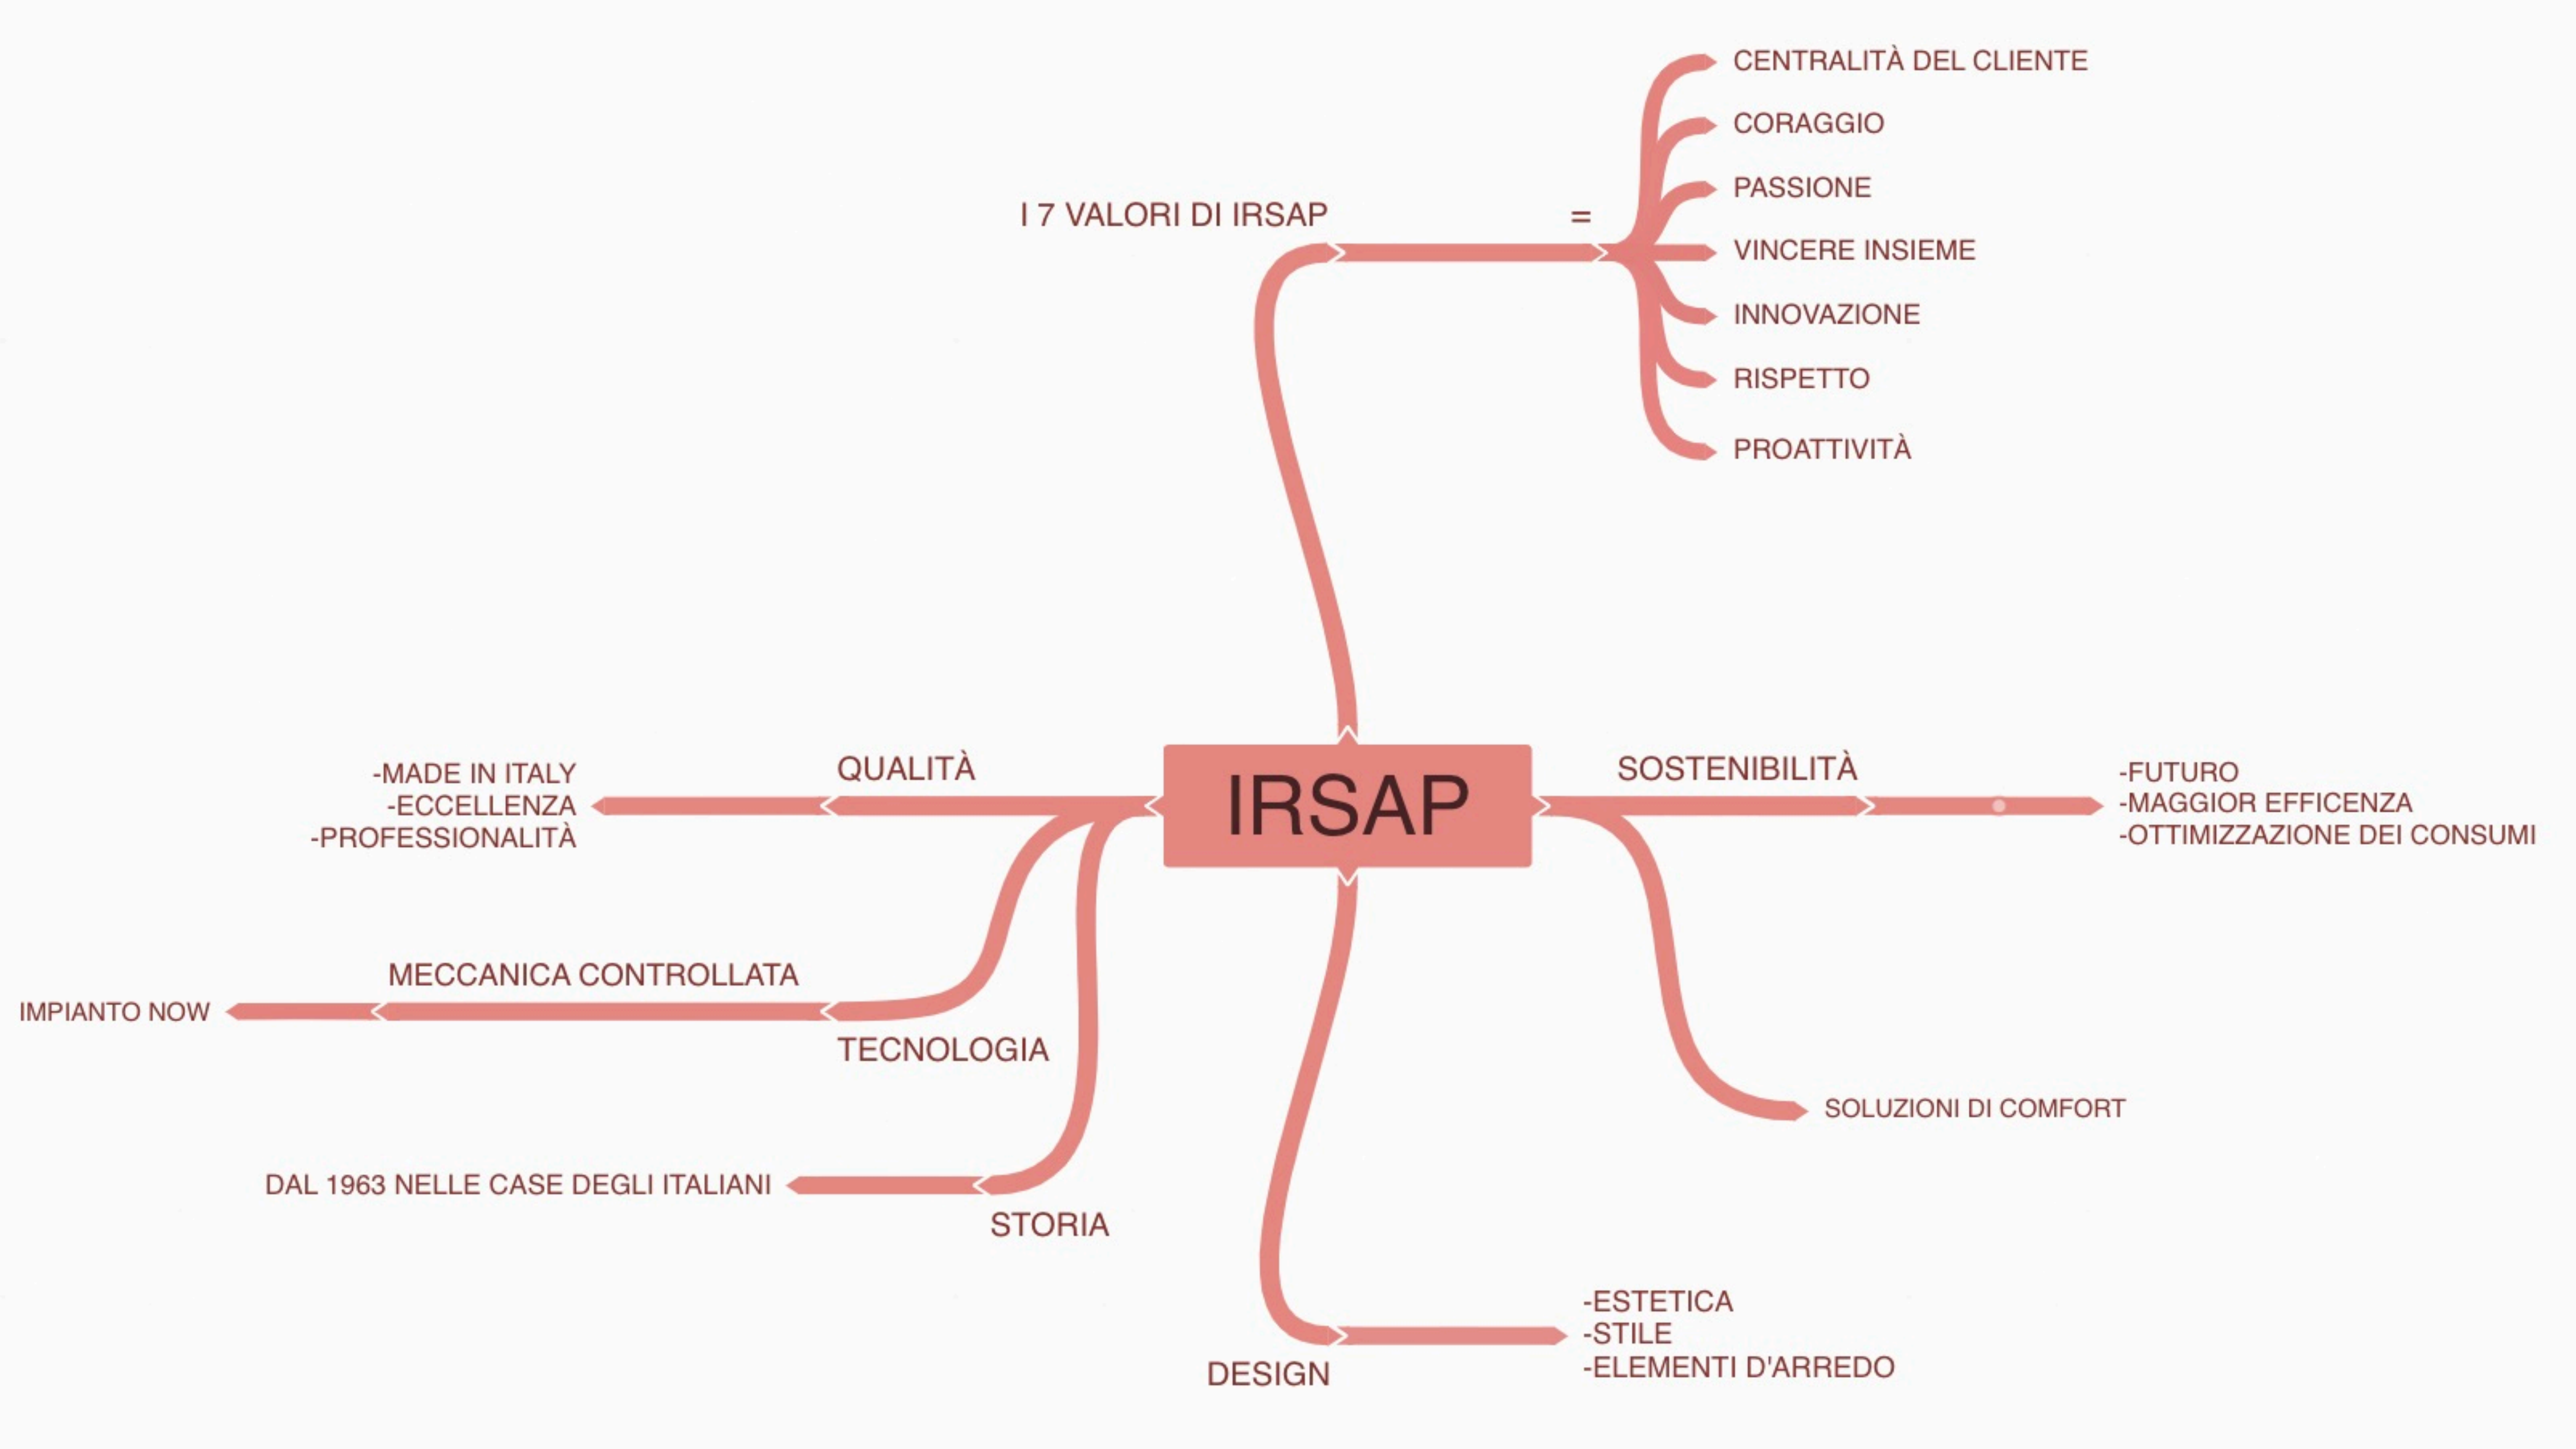 CENTRALITÀ DEL CLIENTE
CORAGGIO
PASSIONE
I 7 VALORI DI IRSAP
=
VINCERE INSIEME
INNOVAZIONE
RISPETTO
PROATTIVITÀ
QUALITÀ
-MADE IN ITALY
-ECCELLENZA
-PROFESSIONALITÀ
IRSAP
SOSTENIBILITÀ
-FUTURO
-MAGGIOR EFFICENZA
-OTTIMIZZAZIONE DEI CONSUMI
MECCANICA CONTROLLATA
IMPIANTO NOW
TECNOLOGIA
SOLUZIONI DI COMFORT
DAL 1963 NELLE CASE DEGLI ITALIANI
STORIA
DESIGN
-ESTETICA
-STILE
-ELEMENTI D'ARREDO